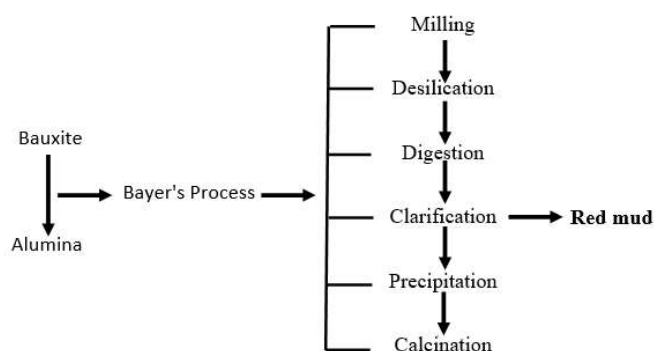 Milling
Desilication
Digestion
Bauxite
Bayer's Process
Alumina
Clarification
Red mud
Precipitation
Calcination